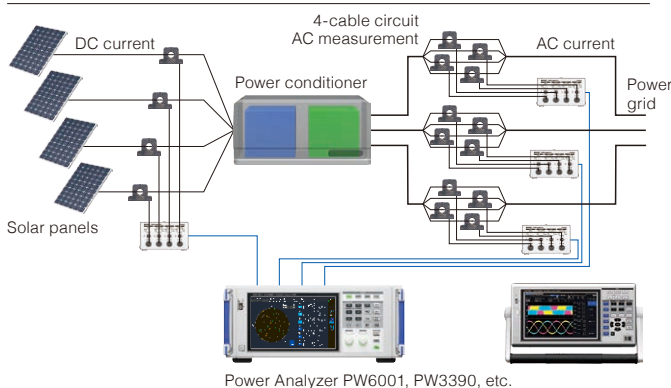 DC current
4-cable circuit
AC measurement
AC current
Power conditioner
Power
grid
Solar panels
Power Analyzer PW6001, PW3390, etc.